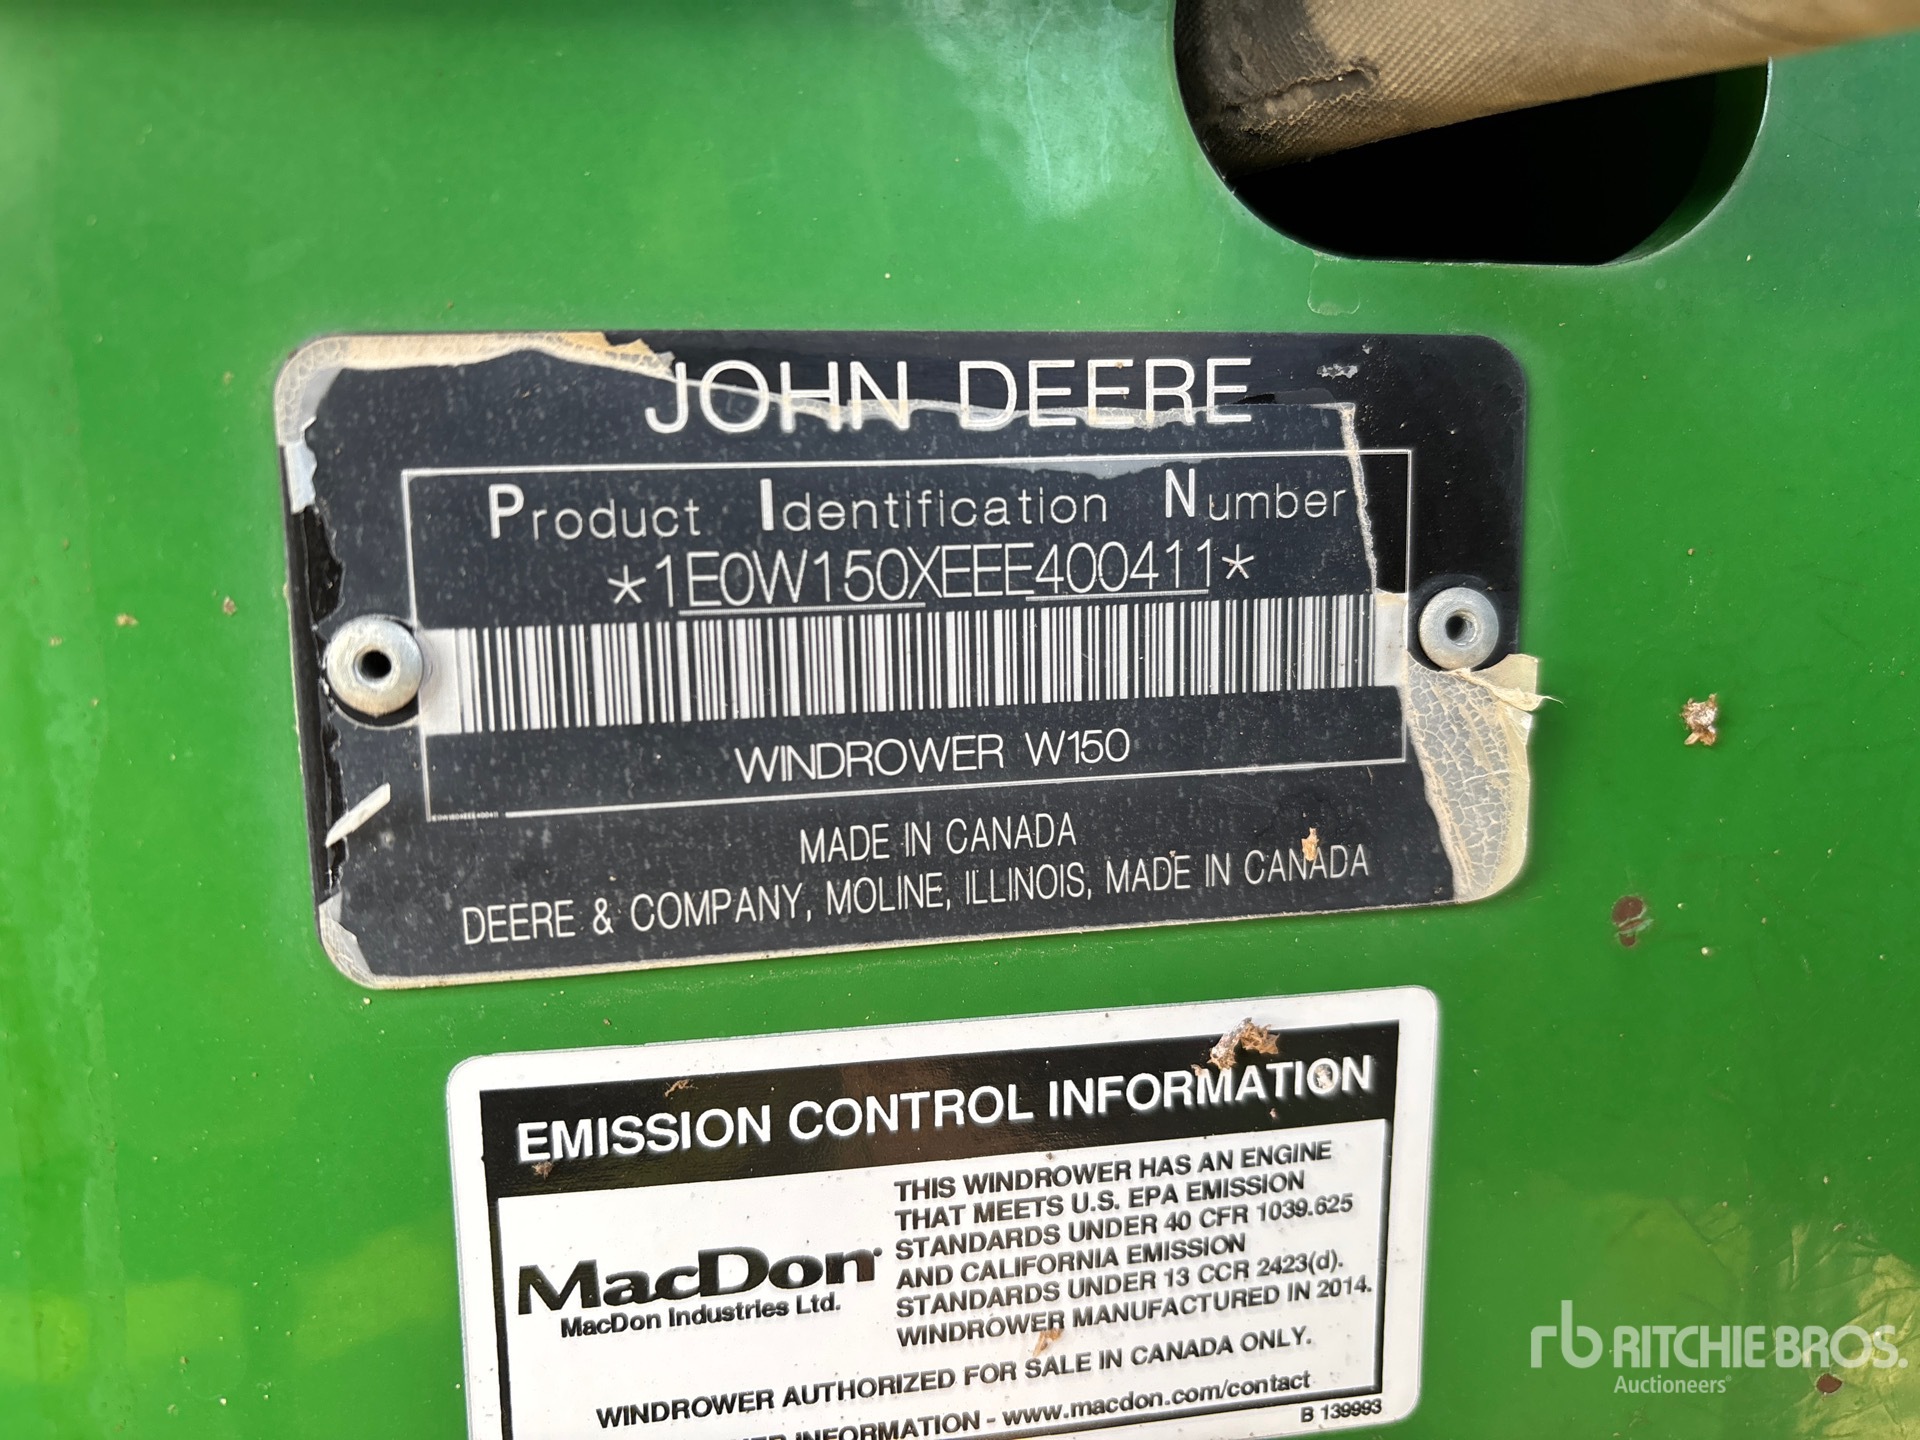 JOHN DEERE
Product Identification Number
*1E0W150XEEE400411*
WINDROWER W150
MADE IN CANADA
DEERE & COMPANY, MOLINE, ILLINOIS, MADE IN CANADA
EMISSION CONTROL INFORMATION
MacDon
MacDon Industries Ltd.
THIS WINDROWER HAS AN ENGINE
THAT MEETS U.S. EPA EMISSION
STANDARDS UNDER 40 CFR 1039.625
AND CALIFORNIA EMISSION
STANDARDS UNDER 13 CCR 2423(d).
WINDROWER MANUFACTURED IN 2014.
WINDROWER AUTHORIZED FOR SALE IN CANADA ONLY.
INFORMATION - www.macdon.com/contact
B 139993
rb RITCHIE BROS.
Auctioneers